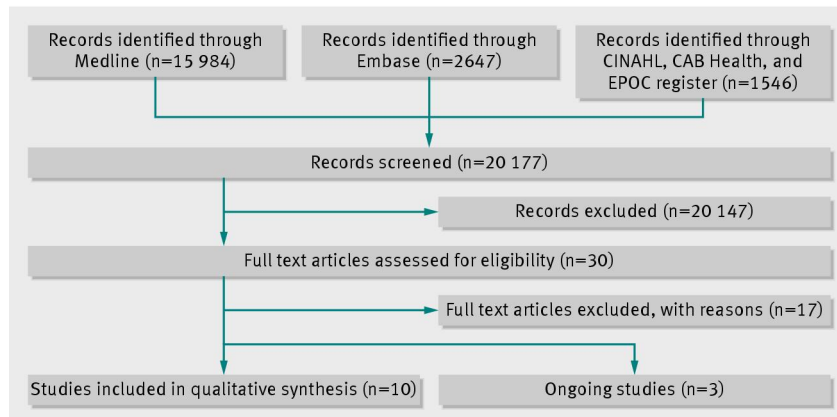 Records identified through
Medline (n=15 984)
Records identified through
Embase (n=2647)
Records identified through
CINAHL, CAB Health, and
EPOC register (n=1546)
Records screened (n=20 177)
Records excluded (n=20 147)
Full text articles assessed for eligibility (n=30)
Full text articles excluded, with reasons (n=17)
Studies included in qualitative synthesis (n=10)
Ongoing studies (n=3)